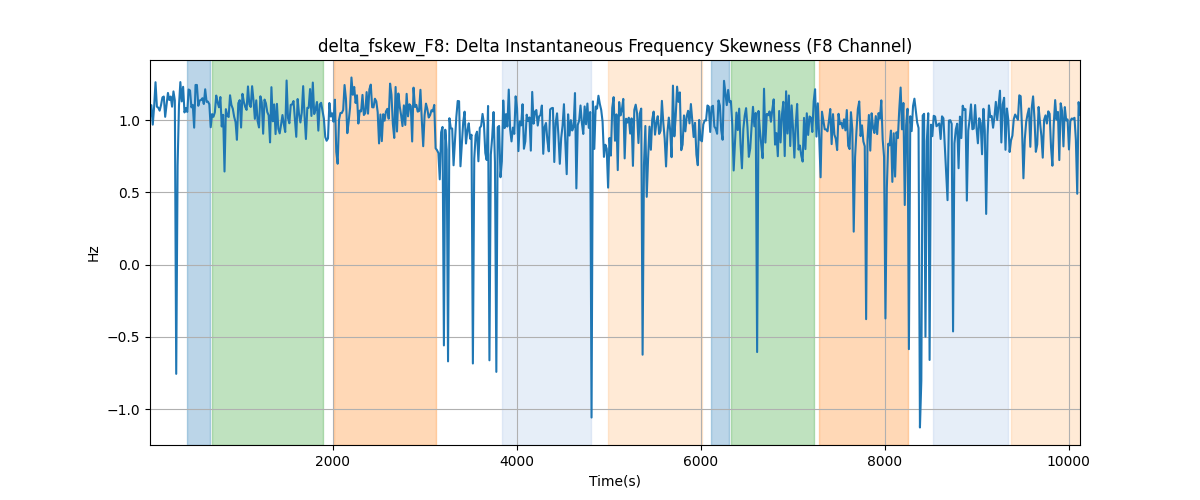 delta_fskew_F8: Delta Instantaneous Frequency Skewness (F8 Channel)
1.0
0.5
0.0
−0.5
−1.0
Hz
2000 4000 6000 8000 10000
Time(s)